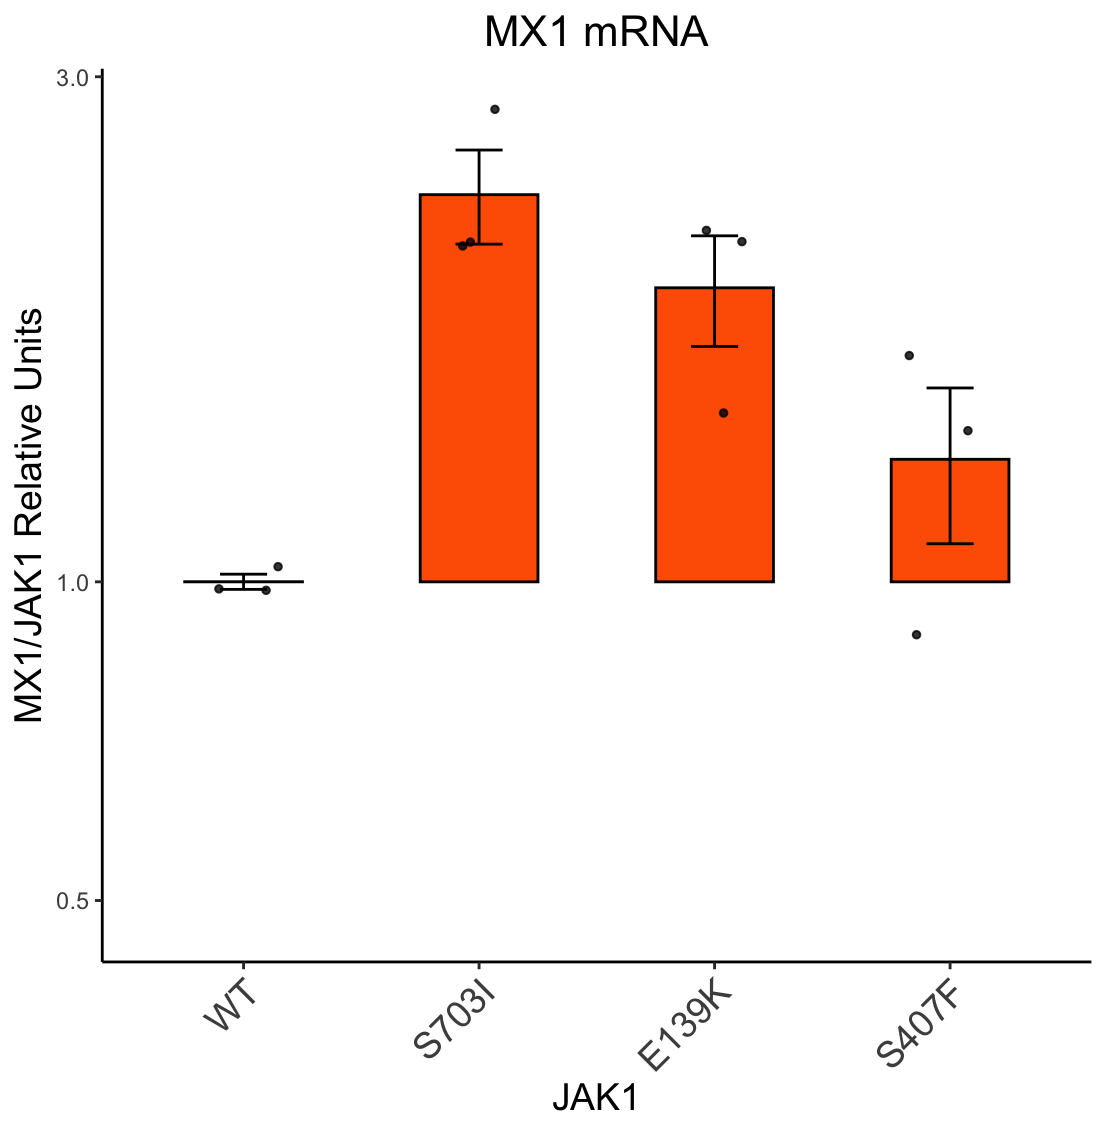 MX1 mRNA
MX1/JAK1 Relative Units
3.0
1.0
0.5
WT
S703I
E139K
S407F
JAK1